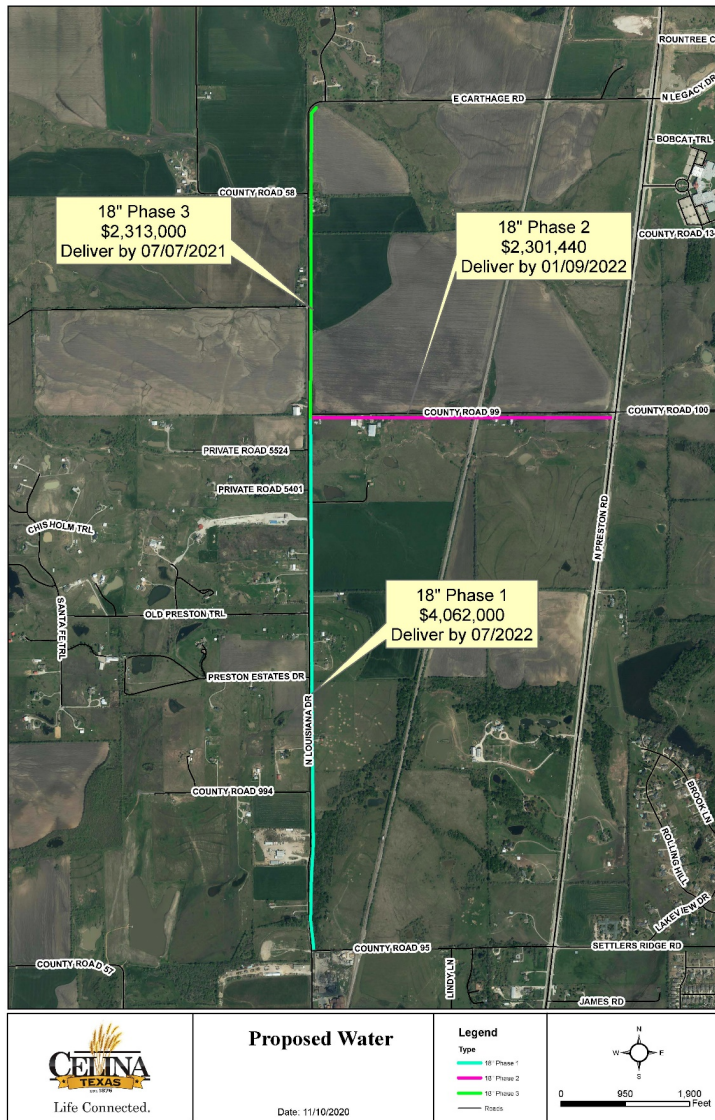 ROUNTREE C
N LEGACY DR
E CARTHAGE RD
BOBCAT TRL
COUNTY ROAD 58
18" Phase 3
$2,313,000
Deliver by 07/07/2021
18" Phase 2
$2,301,440
Deliver by 01/09/2022
COUNTY ROAD 13
COUNTY ROAD 99
COUNTY ROAD 100
PRIVATE ROAD 5524
PRIVATE ROAD 5401
CHISHOLM TRL
N PRESTON RD
SANTA FE TRL
OLD PRESTON TRL
18" Phase 1
$4,062,000
Deliver by 07/2022
PRESTON ESTATES DR
N LOUISIANA DR
COUNTY ROAD 994
BROOK LN
ROLLING HILL
LAKEVIEW DR
COUNTY ROAD 95
SETTLERS RIDGE RD
COUNTY ROAD 57
LINDY LN
JAMES RD
CELINA
TEXAS
EST. 1876
Life Connected.
Proposed Water
Date: 11/10/2020
Legend
Type
18" Phase 1
18" Phase 2
18" Phase 3
Roads
N
W
E
S
0 950 1,900
Feet